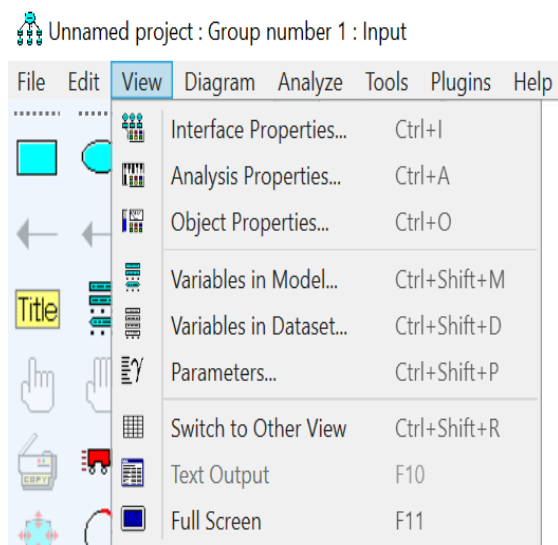 Unnamed project : Group number 1 : Input
File Edit View Diagram Analyze Tools Plugins Help
Interface Properties... Ctrl+I
Analysis Properties... Ctrl+A
Object Properties... Ctrl+O
Variables in Model... Ctrl+Shift+M
Title
Variables in Dataset... Ctrl+Shift+D
γ Parameters... Ctrl+Shift+P
Switch to Other View Ctrl+Shift+R
COPY
Text Output F10
Full Screen F11